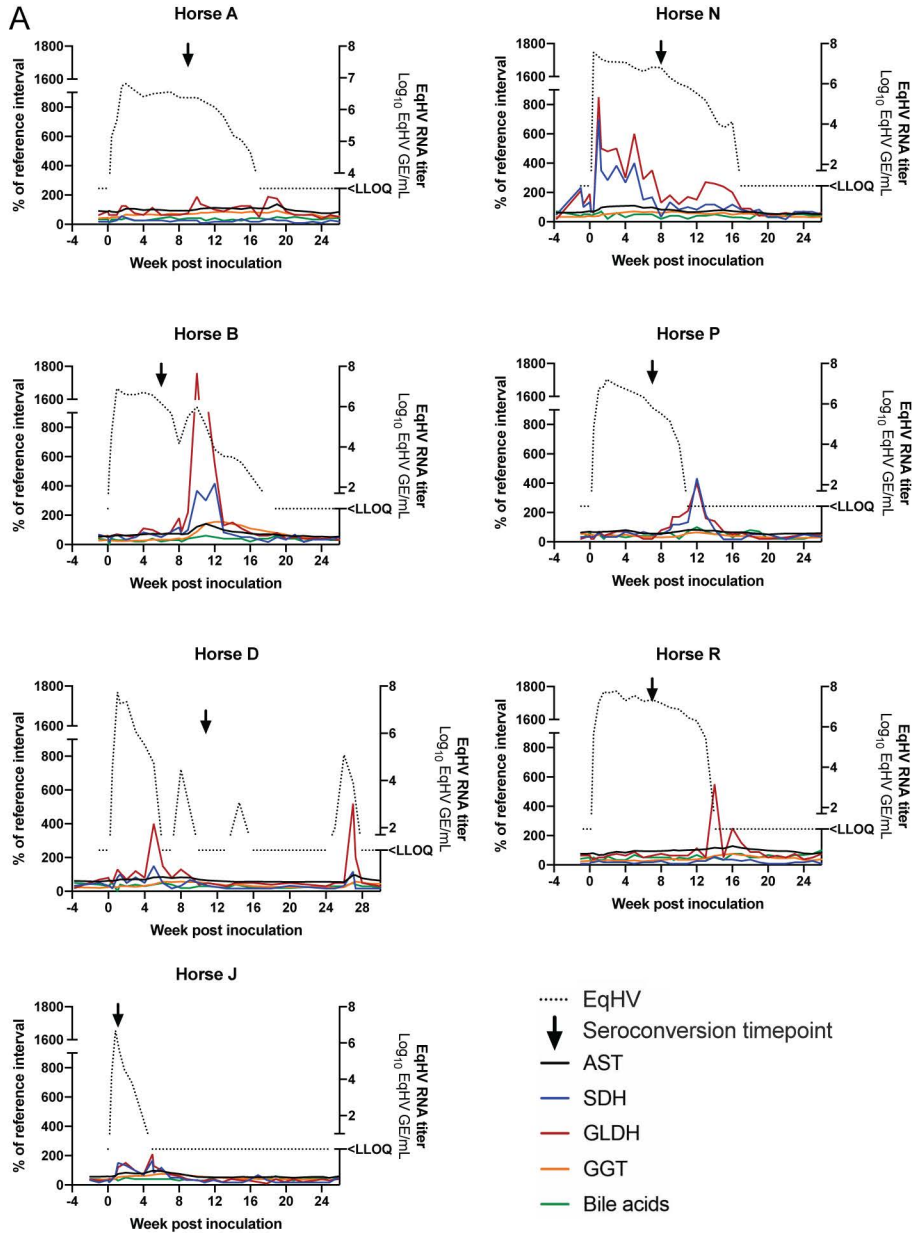 A
Horse A
% of reference interval
1800
1600
800
600
400
200
0
8
7
6
5
4
<LLOQ
EqHV RNA titer
Log10 EqHV GE/mL
-4 0 4 8 12 16 20 24
Week post inoculation
Horse N
% of reference interval
1800
1600
800
600
400
200
0
8
6
4
2
<LLOQ
EqHV RNA titer
Log10 EqHV GE/mL
-4 0 4 8 12 16 20 24
Week post inoculation
Horse B
% of reference interval
1800
1600
800
600
400
200
0
8
6
4
2
<LLOQ
EqHV RNA titer
Log10 EqHV GE/mL
-4 0 4 8 12 16 20 24
Week post inoculation
Horse P
% of reference interval
1800
1600
800
600
400
200
0
8
6
4
2
<LLOQ
EqHV RNA titer
Log10 EqHV GE/mL
-4 0 4 8 12 16 20 24
Week post inoculation
Horse D
% of reference interval
1800
1600
800
600
400
200
0
8
6
4
2
<LLOQ
EqHV RNA titer
Log10 EqHV GE/mL
-4 0 4 8 12 16 20 24 28
Week post inoculation
Horse R
% of reference interval
1800
1600
800
600
400
200
0
8
6
4
2
<LLOQ
EqHV RNA titer
Log10 EqHV GE/mL
-4 0 4 8 12 16 20 24
Week post inoculation
Horse J
% of reference interval
1800
1600
800
600
400
200
0
8
6
4
2
<LLOQ
EqHV RNA titer
Log10 EqHV GE/mL
-4 0 4 8 12 16 20 24
Week post inoculation
EqHV
Seroconversion timepoint
AST
SDH
GLDH
GGT
Bile acids